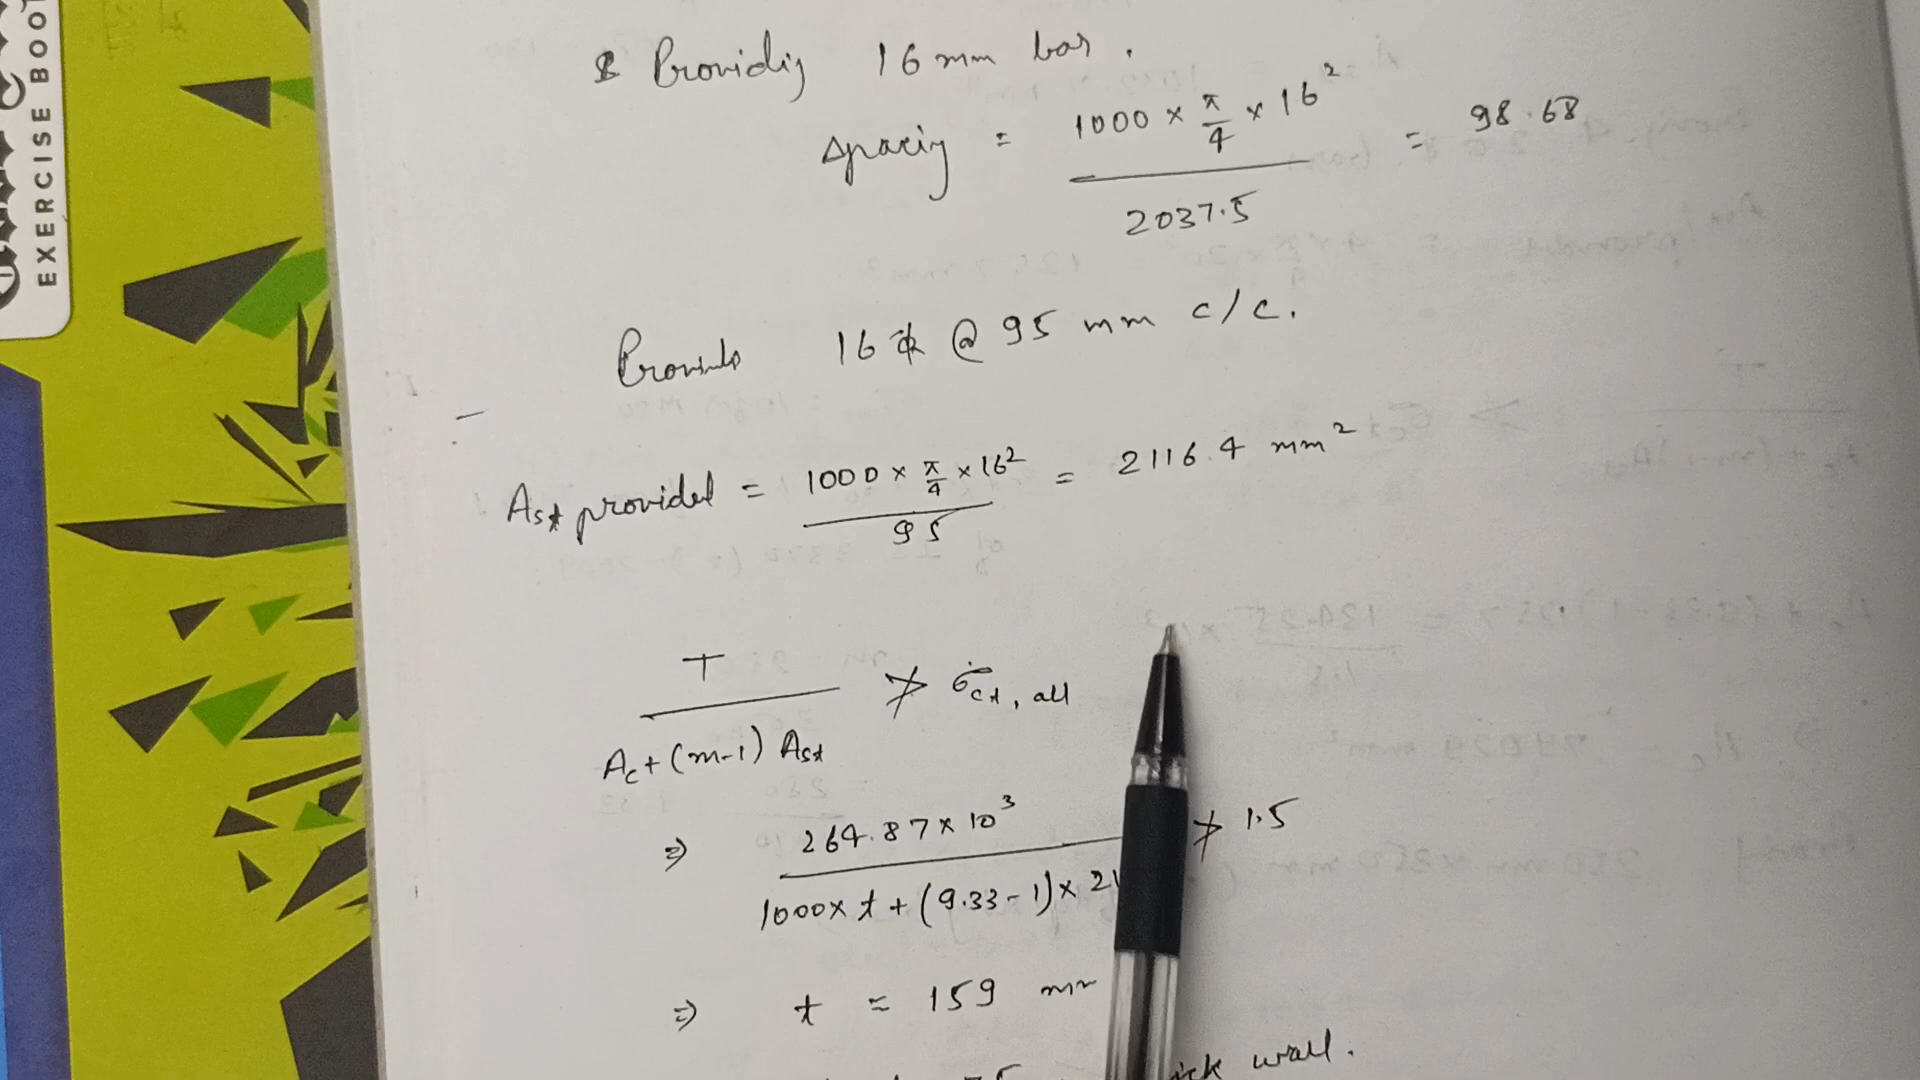 EXERCISE BOO
Providig 16 mm bar.
spacing = 1000 × π/4 × 16² / 2037.5 = 98.68
Provide 16 ϕ @ 95 mm c/c.
Ast provided = 1000 × π/4 × 16² / 95 = 2116.4 mm²
T / Ac + (m-1) Ast ≯ σct, all
⇒ 264.87 × 10³ / 1000 × t + (9.33 - 1) × 21 ≯ 1.5
⇒ t = 159 mm
wall.